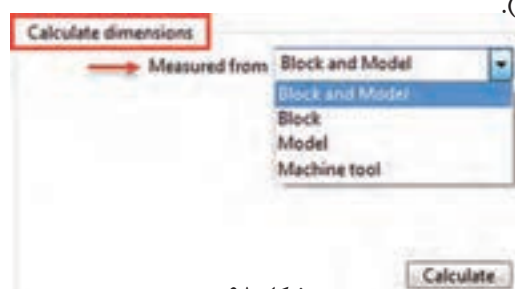 .(
Calculate dimensions
Measured from Block and Model
Block and Model
Block
Model
Machine tool
Calculate